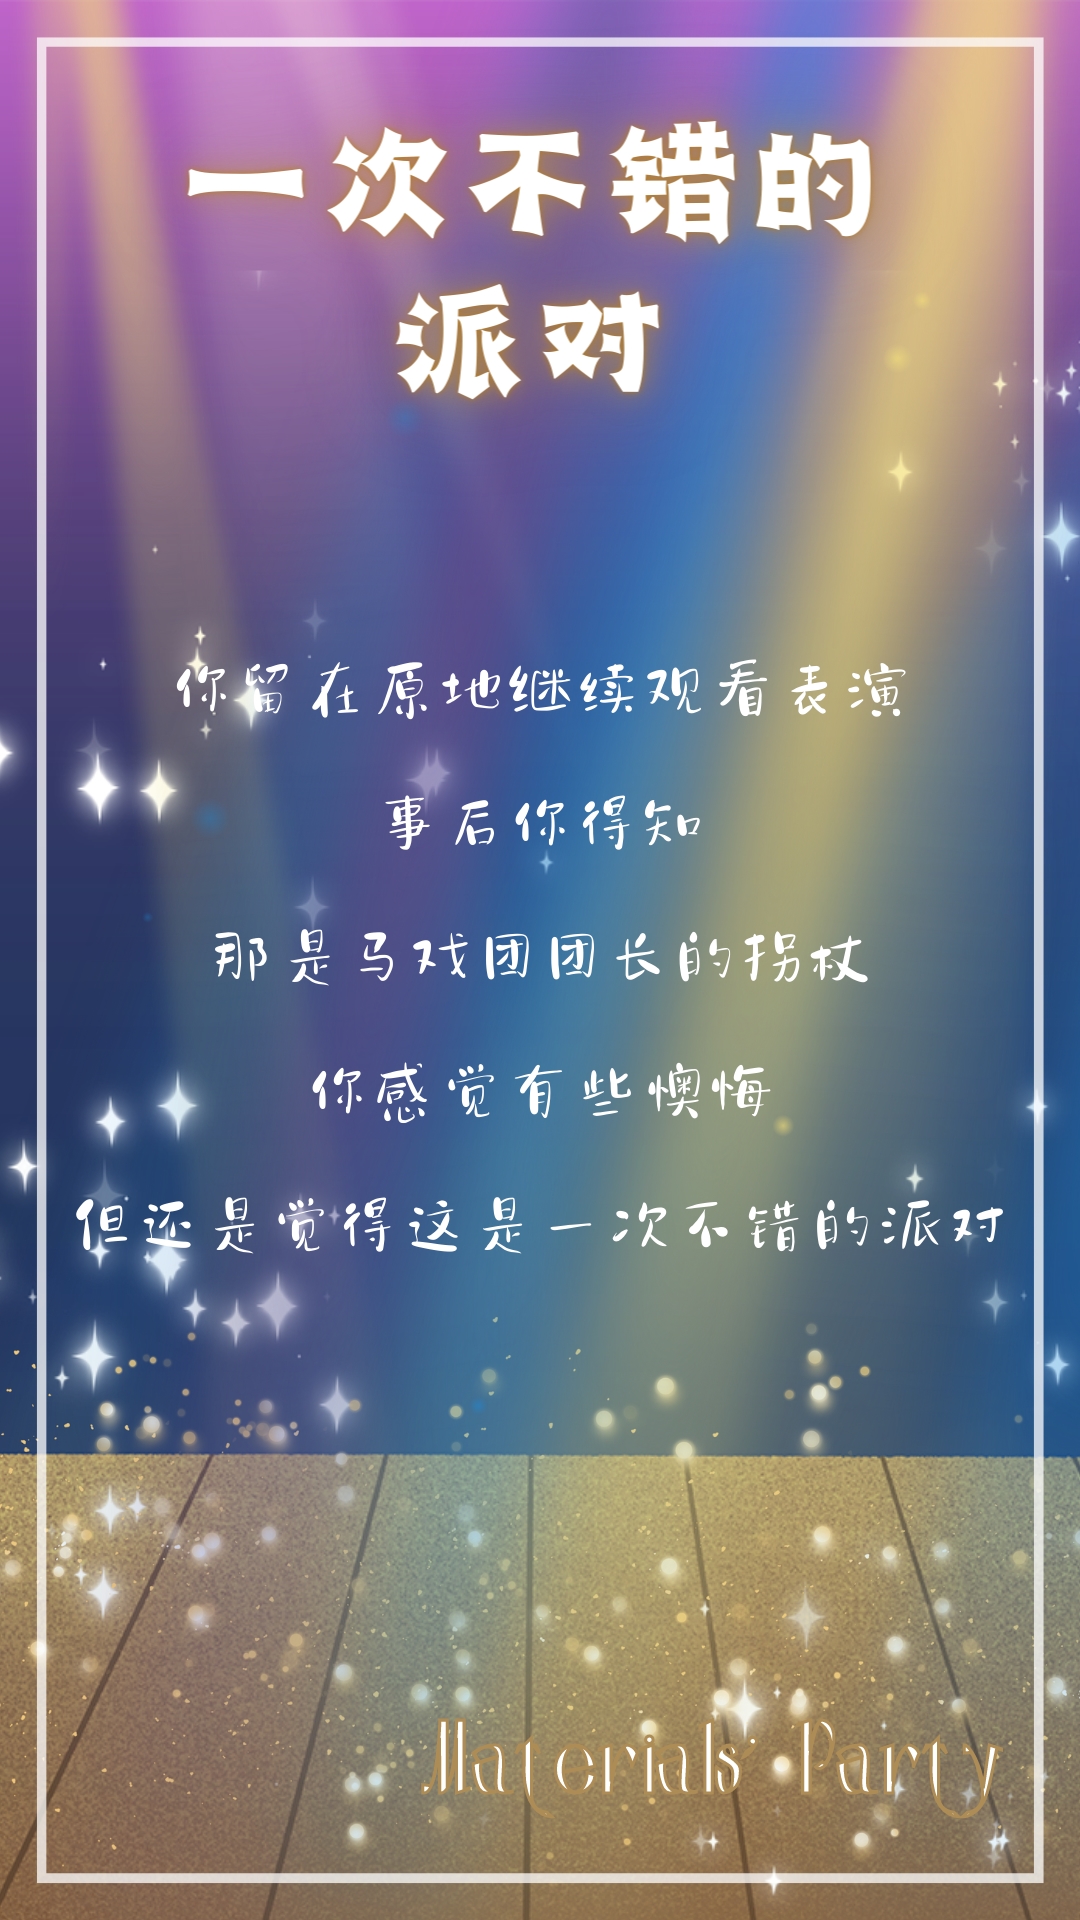 一次不错的
派对
你留在原地继续观看表演
事后你得知
那是马戏团团长的拐杖
你感觉有些懊悔
但还是觉得这是一次不错的派对
Materials' Party